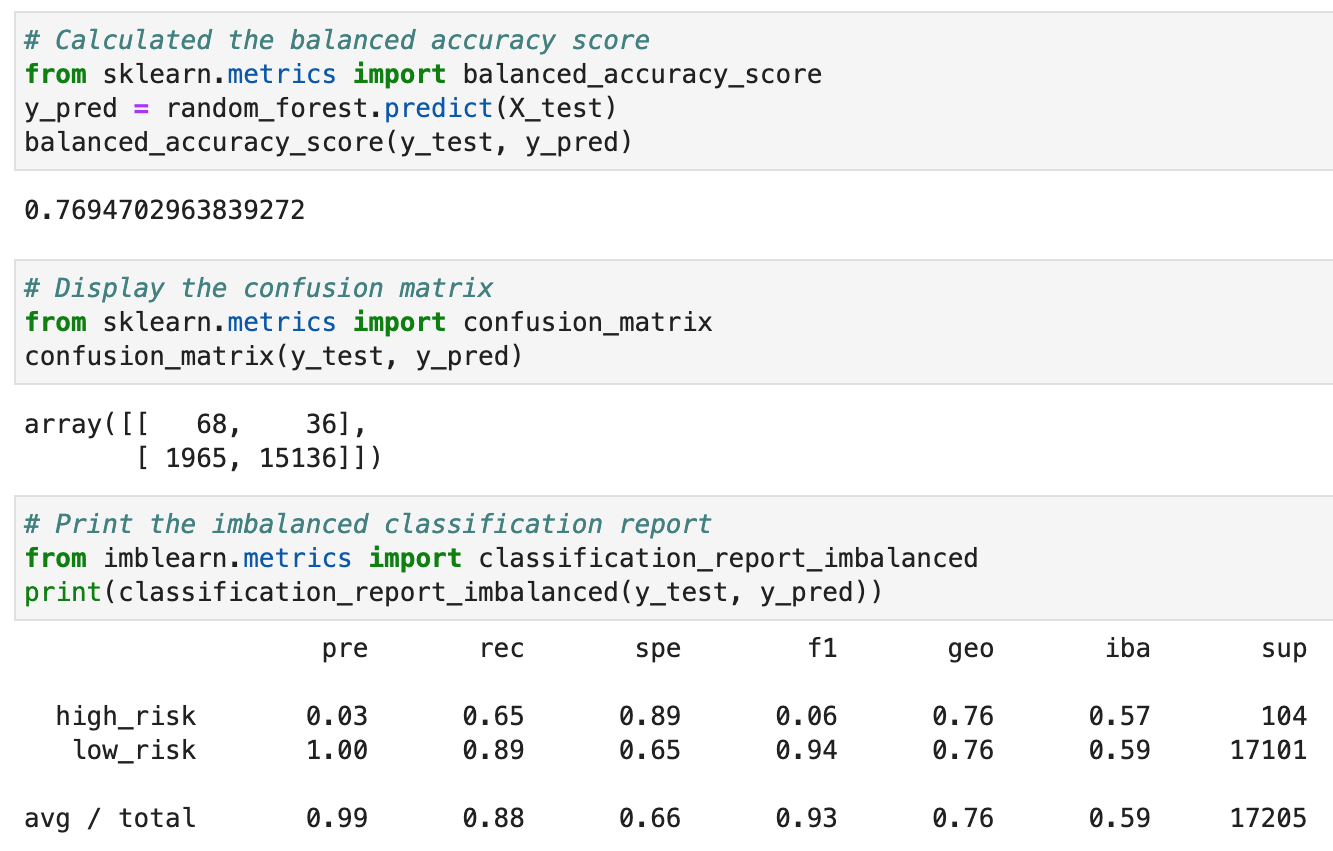 # Calculated the balanced accuracy score
from sklearn.metrics import balanced_accuracy_score
y_pred = random_forest.predict(X_test)
balanced_accuracy_score(y_test, y_pred)
0.7694702963839272
# Display the confusion matrix
from sklearn.metrics import confusion_matrix
confusion_matrix(y_test, y_pred)
array([[   68,    36],
       [ 1965, 15136]])
# Print the imbalanced classification report
from imblearn.metrics import classification_report_imbalanced
print(classification_report_imbalanced(y_test, y_pred))
                   pre       rec       spe        f1       geo       iba       sup
  high_risk       0.03      0.65      0.89      0.06      0.76      0.57       104
   low_risk       1.00      0.89      0.65      0.94      0.76      0.59     17101
avg / total       0.99      0.88      0.66      0.93      0.76      0.59     17205